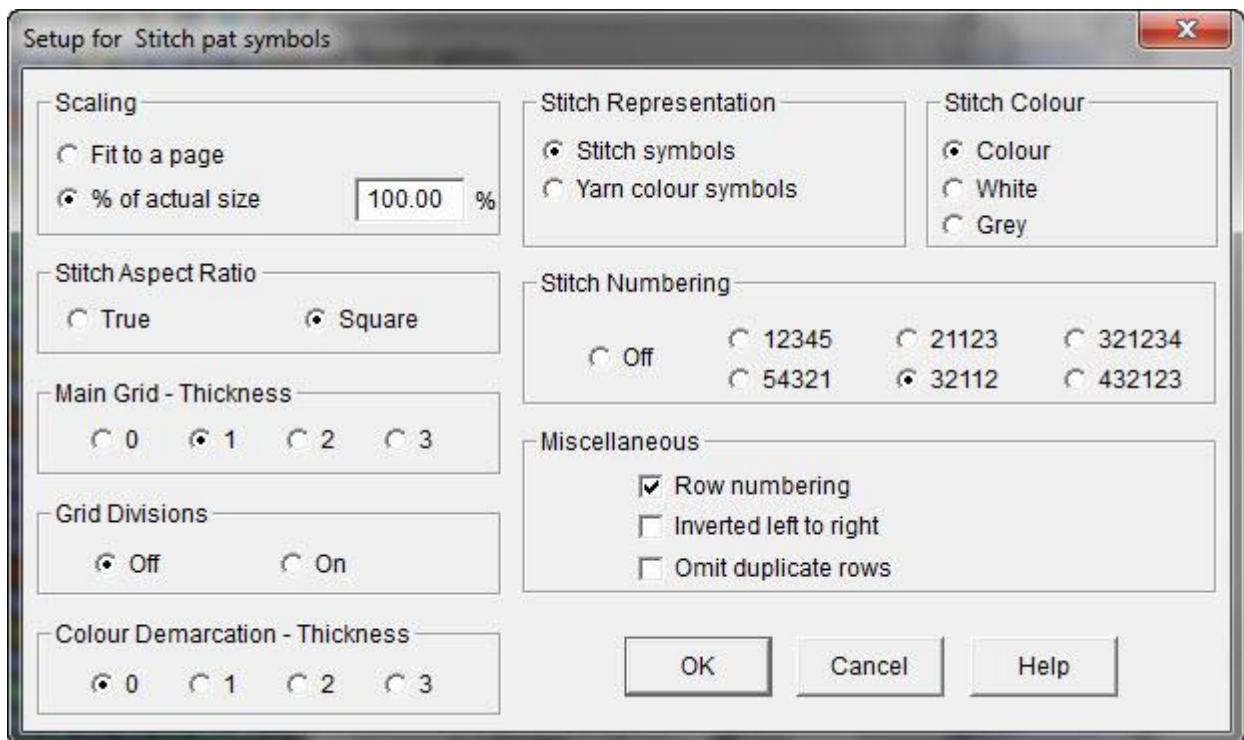 Setup for Stitch pat symbols
X
Scaling
Fit to a page
% of actual size 100.00 %
Stitch Aspect Ratio
True Square
Main Grid - Thickness
0 1 2 3
Grid Divisions
Off On
Colour Demarcation - Thickness
0 1 2 3
Stitch Representation
Stitch symbols
Yarn colour symbols
Stitch Colour
Colour
White
Grey
Stitch Numbering
Off
12345 21123 321234
54321 32112 432123
Miscellaneous
Row numbering
Inverted left to right
Omit duplicate rows
OK Cancel Help